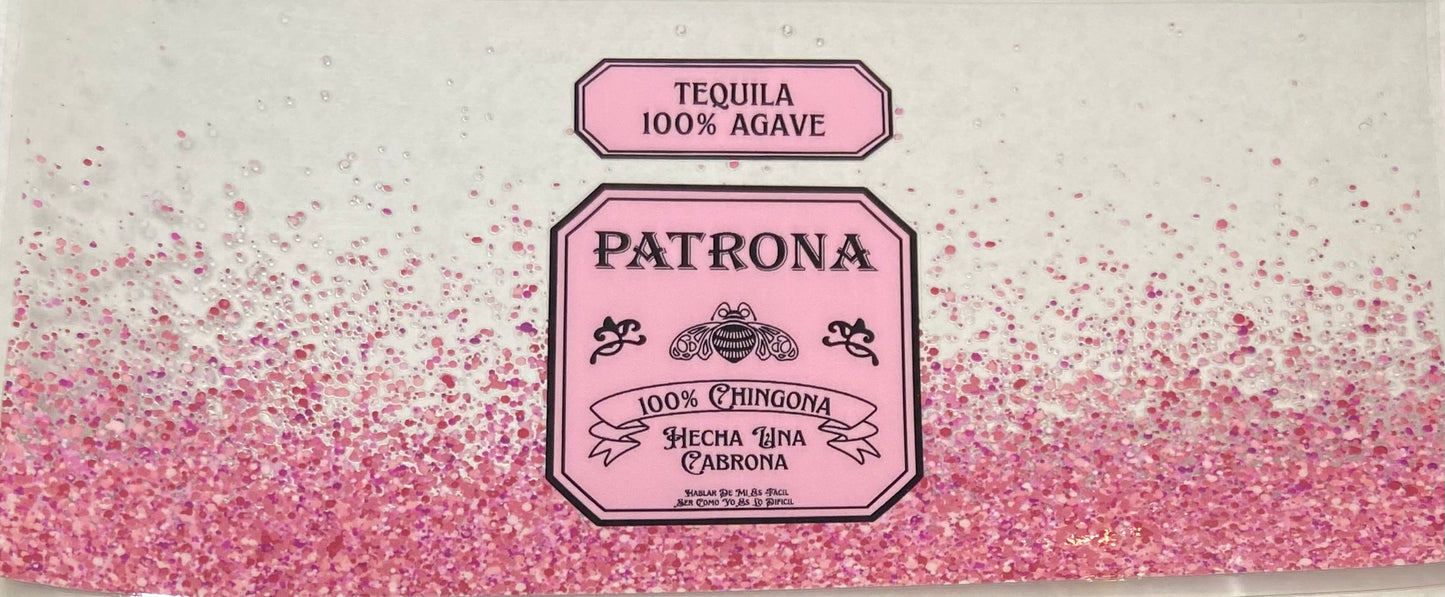 TEQUILA
100% AGAVE
PATRONA
100% CHINGONA
HECHA UNA
CABRONA
HABLAR DE MI ES FACIL
SER COMO YO ES LO DIFICIL